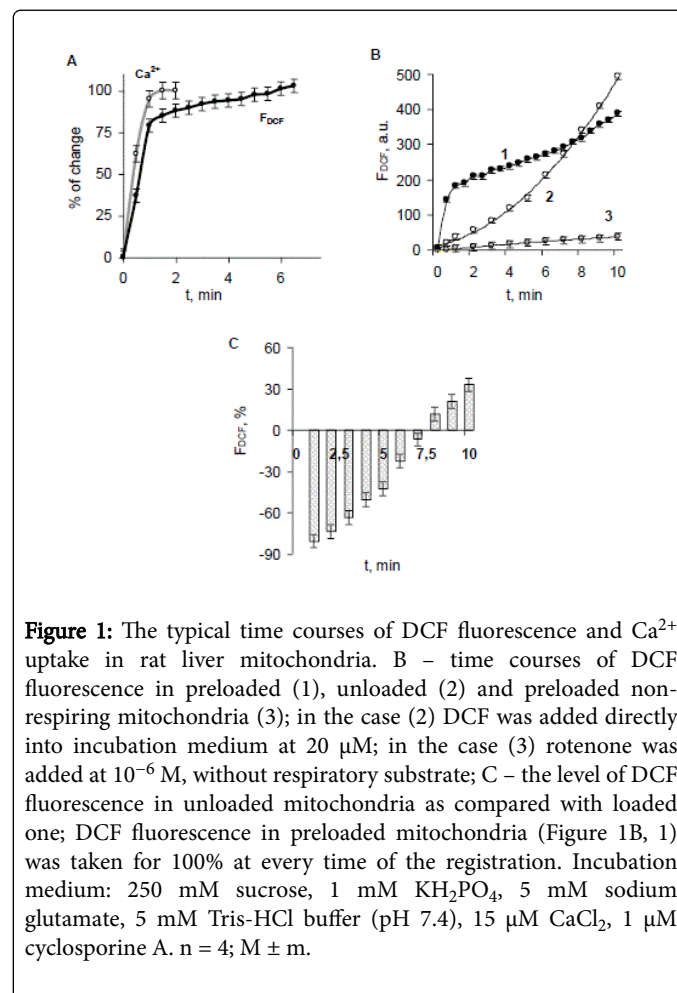 A
Ca²⁺
100
75
50
25
0
% of change
F_DCF
0 2 4 6
t, min
B
500
400
300
200
100
0
F_DCF, a.u.
1
2
3
0 2 4 6 8 10
t, min
C
60
30
0
-30
-60
-90
F_DCF, %
0 2,5 5 7,5 10
t, min
Figure 1: The typical time courses of DCF fluorescence and Ca²⁺
uptake in rat liver mitochondria. B – time courses of DCF
fluorescence in preloaded (1), unloaded (2) and preloaded non-
respiring mitochondria (3); in the case (2) DCF was added directly
into incubation medium at 20 μM; in the case (3) rotenone was
added at 10⁻⁶ M, without respiratory substrate; C – the level of DCF
fluorescence in unloaded mitochondria as compared with loaded
one; DCF fluorescence in preloaded mitochondria (Figure 1B, 1)
was taken for 100% at every time of the registration. Incubation
medium: 250 mM sucrose, 1 mM KH₂PO₄, 5 mM sodium
glutamate, 5 mM Tris-HCl buffer (pH 7.4), 15 μM CaCl₂, 1 μM
cyclosporine A. n = 4; M ± m.